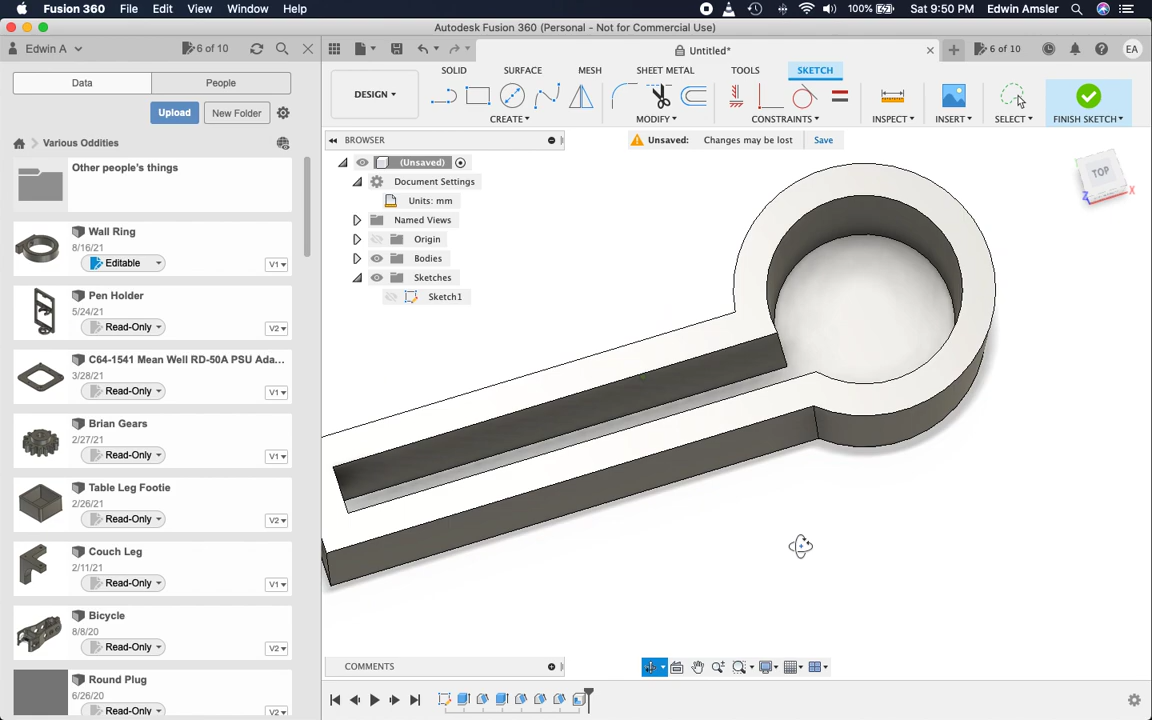 Fusion 360 File Edit View Window Help 100% Sat 9:50 PM Edwin Amsler
Autodesk Fusion 360 (Personal - Not for Commercial Use)
Edwin A 6 of 10 Untitled* 6 of 10 EA
Data People
SOLID SURFACE MESH SHEET METAL TOOLS SKETCH
DESIGN
Upload New Folder
CREATE MODIFY CONSTRAINTS INSPECT INSERT SELECT FINISH SKETCH
Various Oddities
BROWSER
Unsaved: Changes may be lost Save
Other people's things
(Unsaved)
Document Settings
Units: mm
Named Views
Origin
Bodies
Sketches
Sketch1
TOP
X
Z
Wall Ring
8/16/21
Editable V1
Pen Holder
5/24/21
Read-Only V2
C64-1541 Mean Well RD-50A PSU Ada...
3/28/21
Read-Only V1
Brian Gears
2/27/21
Read-Only V1
Table Leg Footie
2/26/21
Read-Only V2
Couch Leg
2/11/21
Read-Only V1
Bicycle
8/8/20
Read-Only V2
Round Plug
6/26/20
Read-Only V2
COMMENTS